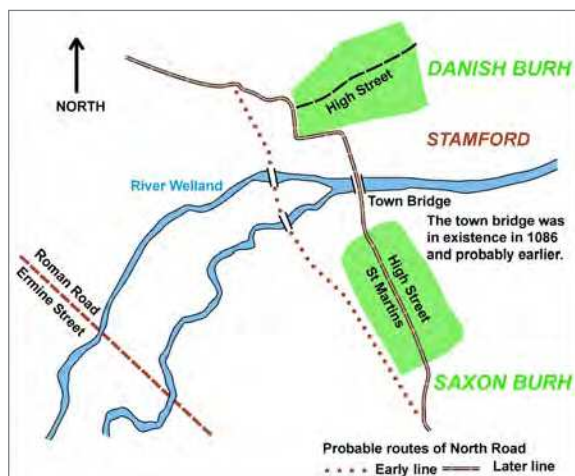 DANISH BURH
High Street
NORTH
STAMFORD
River Welland
Town Bridge
The town bridge was
in existence in 1086
and probably earlier.
Roman Road
Ermine Street
High Street
St Martins
SAXON BURH
Probable routes of North Road
Early line
Later line